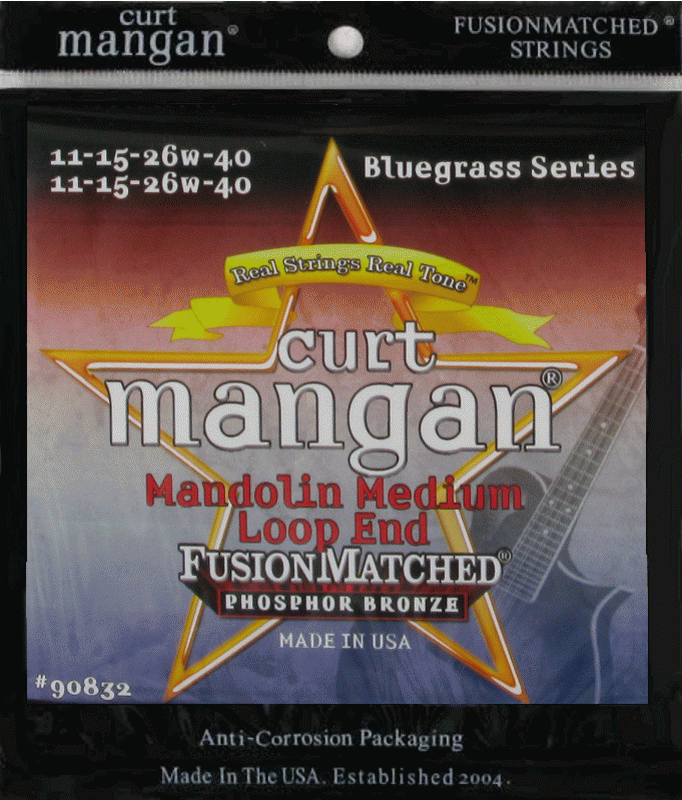 curt
mangan®
FUSIONMATCHED®
STRINGS
11-15-26w-40
11-15-26w-40
Bluegrass Series
Real Strings Real Tone™
curt
mangan®
Mandolin Medium
Loop End
FUSIONMATCHED®
PHOSPHOR BRONZE
MADE IN USA
#90832
Anti-Corrosion Packaging
Made In The USA. Established 2004.